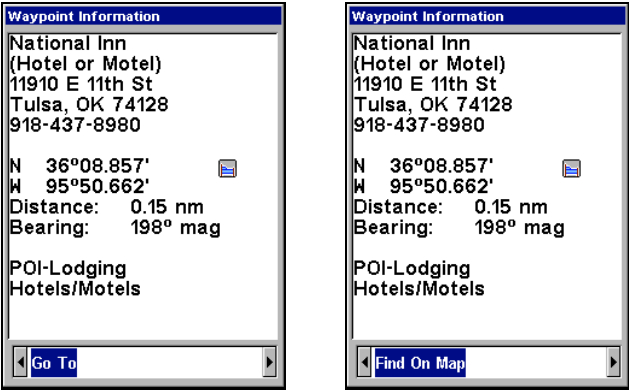 Waypoint Information
National Inn
(Hotel or Motel)
11910 E 11th St
Tulsa, OK 74128
918-437-8980
N 36º08.857'
W 95º50.662'
Distance: 0.15 nm
Bearing: 198º mag
POI-Lodging
Hotels/Motels
Go To
Waypoint Information
National Inn
(Hotel or Motel)
11910 E 11th St
Tulsa, OK 74128
918-437-8980
N 36º08.857'
W 95º50.662'
Distance: 0.15 nm
Bearing: 198º mag
POI-Lodging
Hotels/Motels
Find On Map